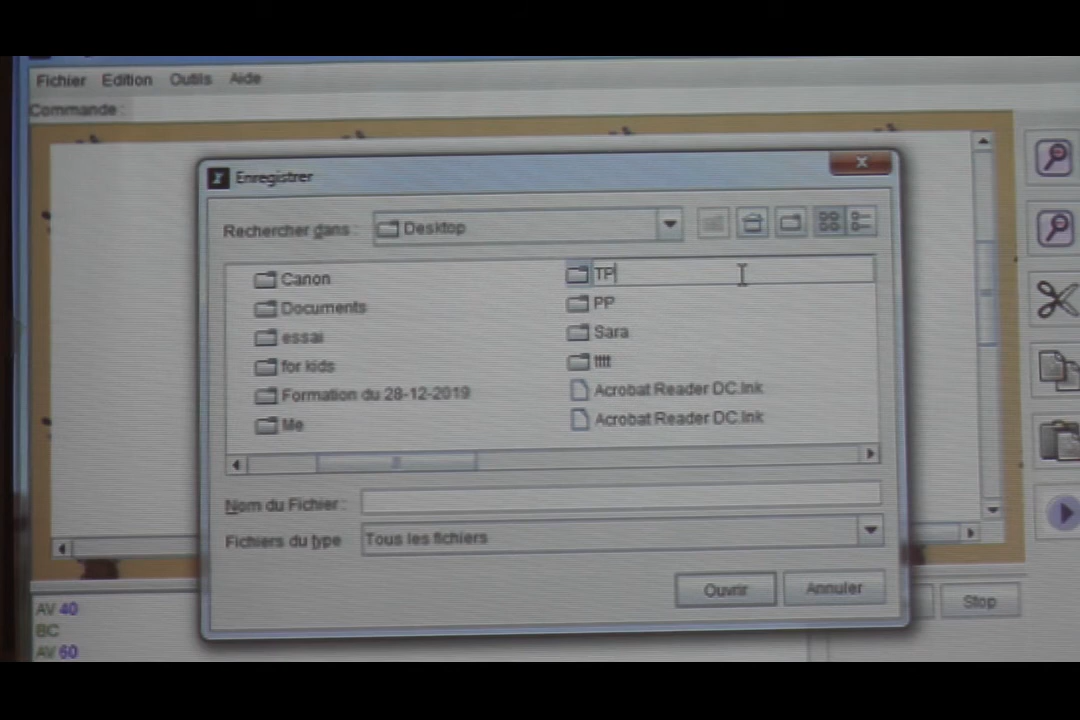 Fichier Edition Outils Aide
Commande :
Enregistrer
Rechercher dans : Desktop
Canon
Documents
essai
for kids
Formation du 28-12-2019
Me
TP
PP
Sara
tttt
Acrobat Reader DC.lnk
Acrobat Reader DC.lnk
Nom du Fichier :
Fichiers du type Tous les fichiers
Ouvrir Annuler
Stop
AV 40
BC
AV 60